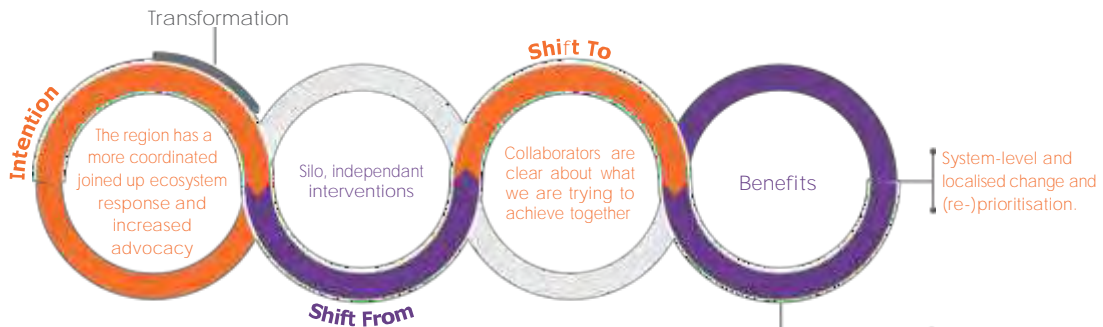 Transformation
Intention
The region has a
more coordinated
joined up ecosystem
response and
increased
advocacy
Silo, independant
interventions
Shift From
Shift To
Collaborators are
clear about what
we are trying to
achieve together
Benefits
System-level and
localised change and
(re-)prioritisation.